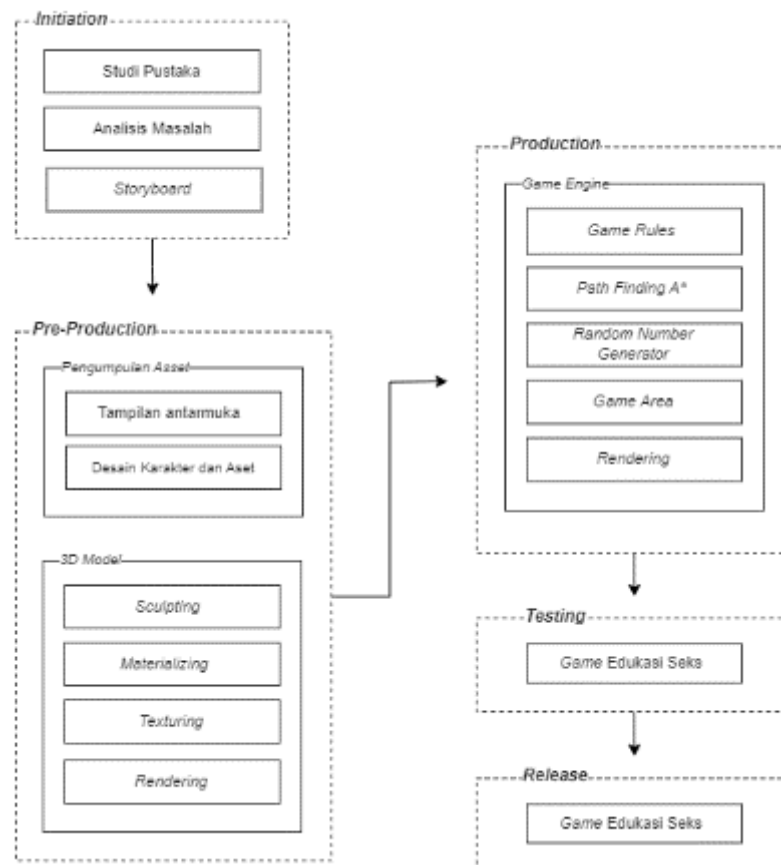 Initiation
Studi Pustaka
Analisis Masalah
Storyboard
Pre-Production
Pengumpulan Asset
Tampilan antarmuka
Desain Karakter dan Aset
3D Model
Sculpting
Materializing
Texturing
Rendering
Production
Game Engine
Game Rules
Path Finding A*
Random Number
Generator
Game Area
Rendering
Testing
Game Edukasi Seks
Release
Game Edukasi Seks